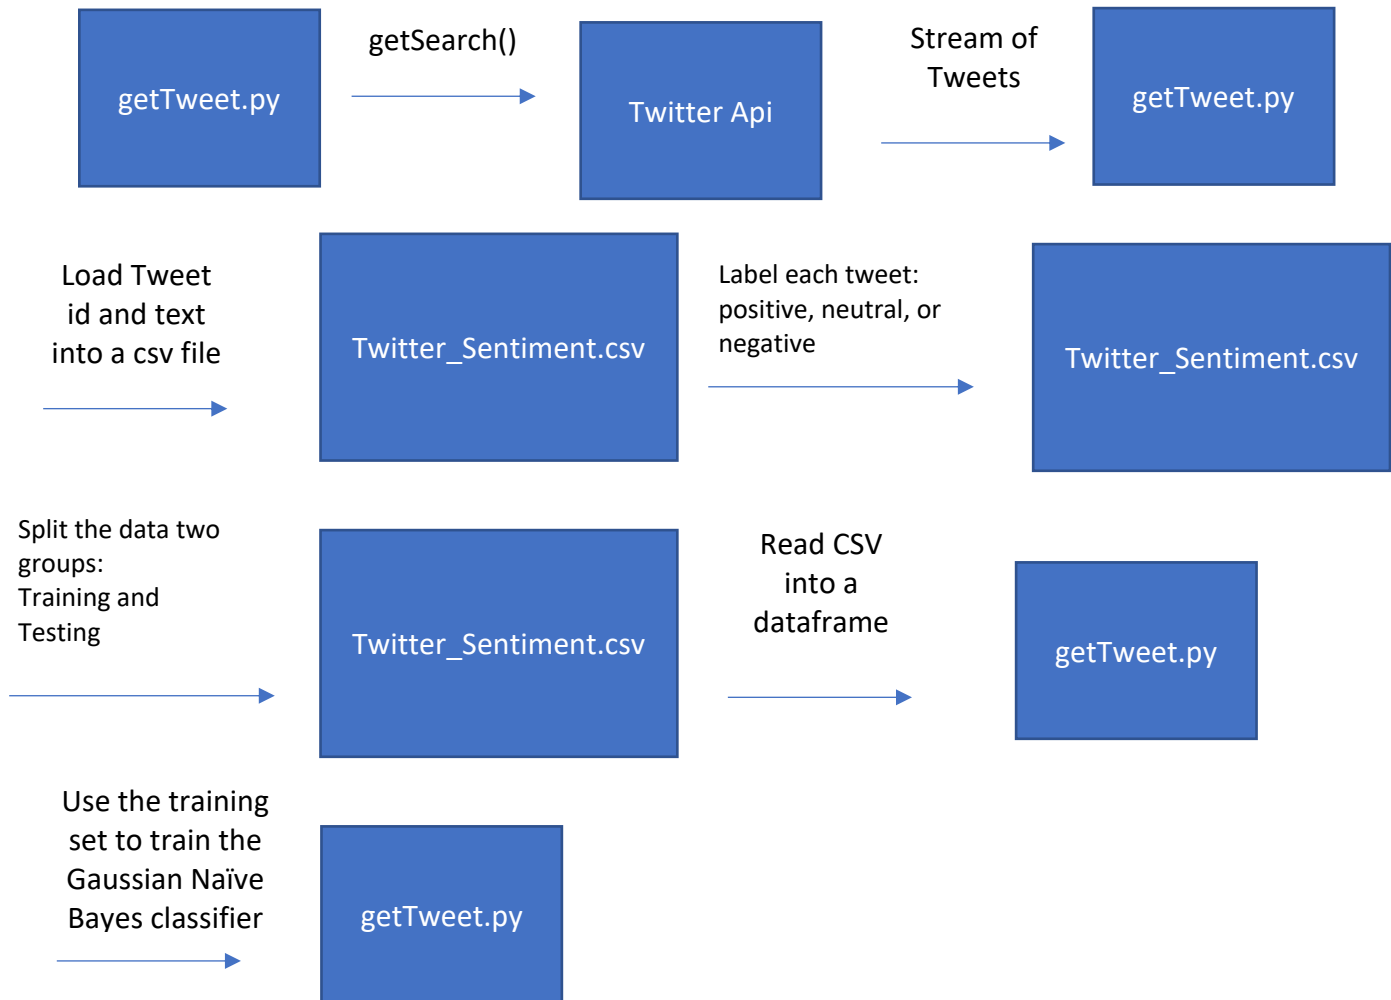 getTweet.py
getSearch()
Twitter Api
Stream of
Tweets
getTweet.py
Load Tweet
id and text
into a csv file
Twitter_Sentiment.csv
Label each tweet:
positive, neutral, or
negative
Twitter_Sentiment.csv
Split the data two
groups:
Training and
Testing
Twitter_Sentiment.csv
Read CSV
into a
dataframe
getTweet.py
Use the training
set to train the
Gaussian Naïve
Bayes classifier
getTweet.py